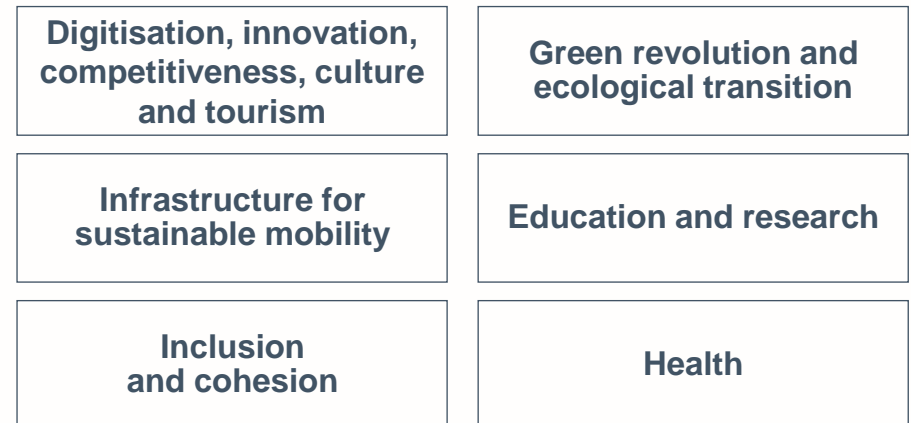 Digitisation, innovation,
competitiveness, culture
and tourism
Green revolution and
ecological transition
Infrastructure for
sustainable mobility
Education and research
Inclusion
and cohesion
Health